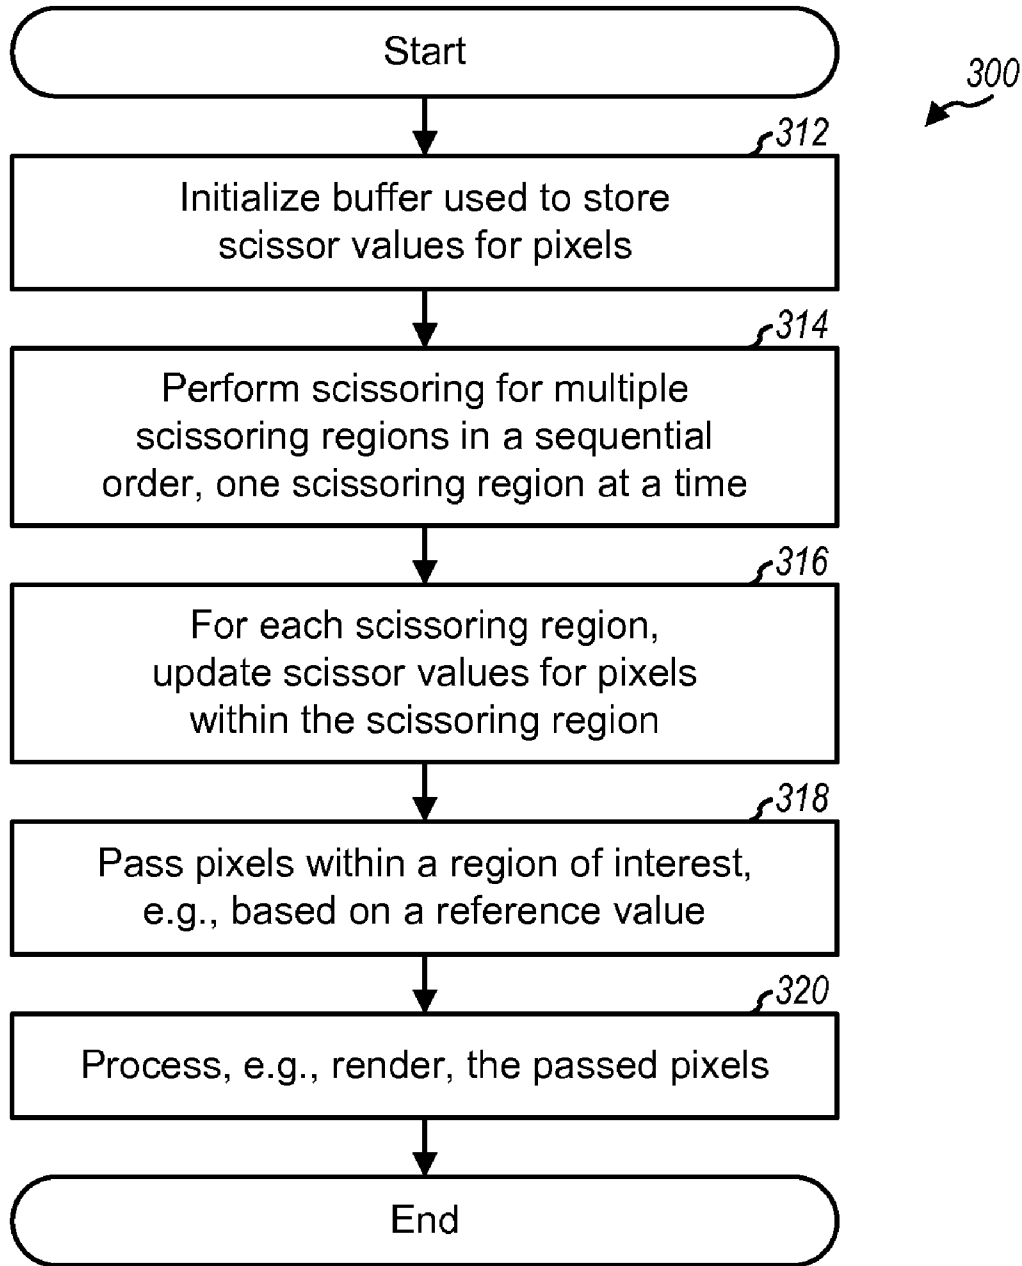 Start
300
312
Initialize buffer used to store
scissor values for pixels
314
Perform scissoring for multiple
scissoring regions in a sequential
order, one scissoring region at a time
316
For each scissoring region,
update scissor values for pixels
within the scissoring region
318
Pass pixels within a region of interest,
e.g., based on a reference value
320
Process, e.g., render, the passed pixels
End